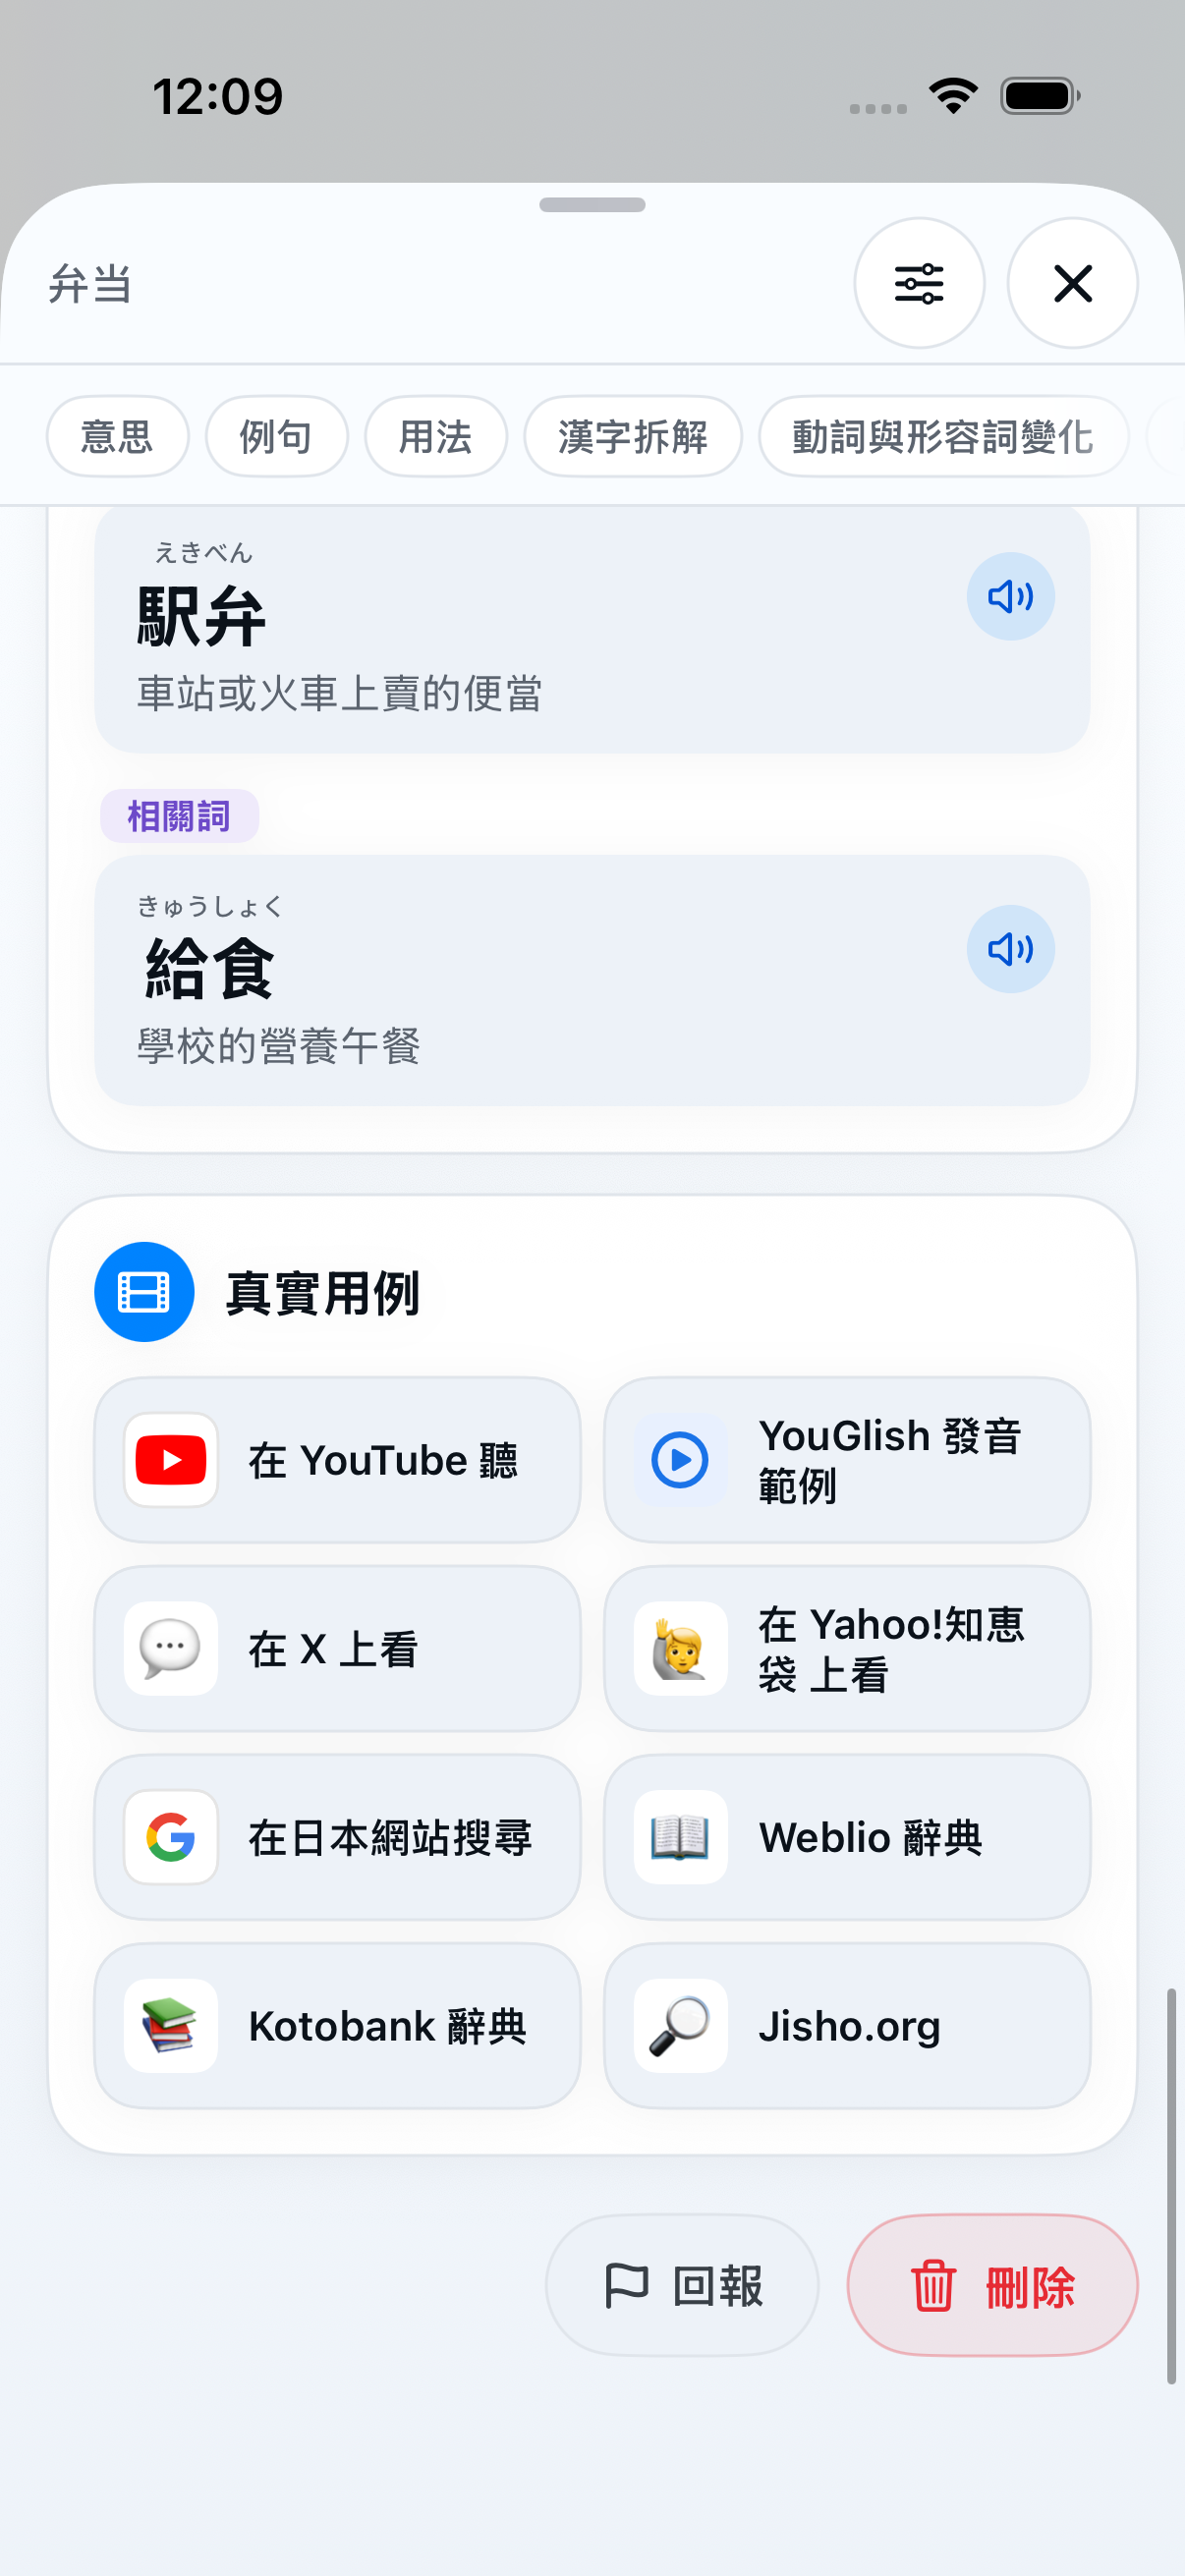 12:09
弁当
意思
例句
用法
漢字拆解
動詞與形容詞變化
えきべん
駅弁
車站或火車上賣的便當
相關詞
きゅうしょく
給食
學校的營養午餐
真實用例
在 YouTube 聽
YouGlish 發音
範例
在 X 上看
在 Yahoo!知恵
袋 上看
在日本網站搜尋
Weblio 辭典
Kotobank 辭典
Jisho.org
回報
刪除